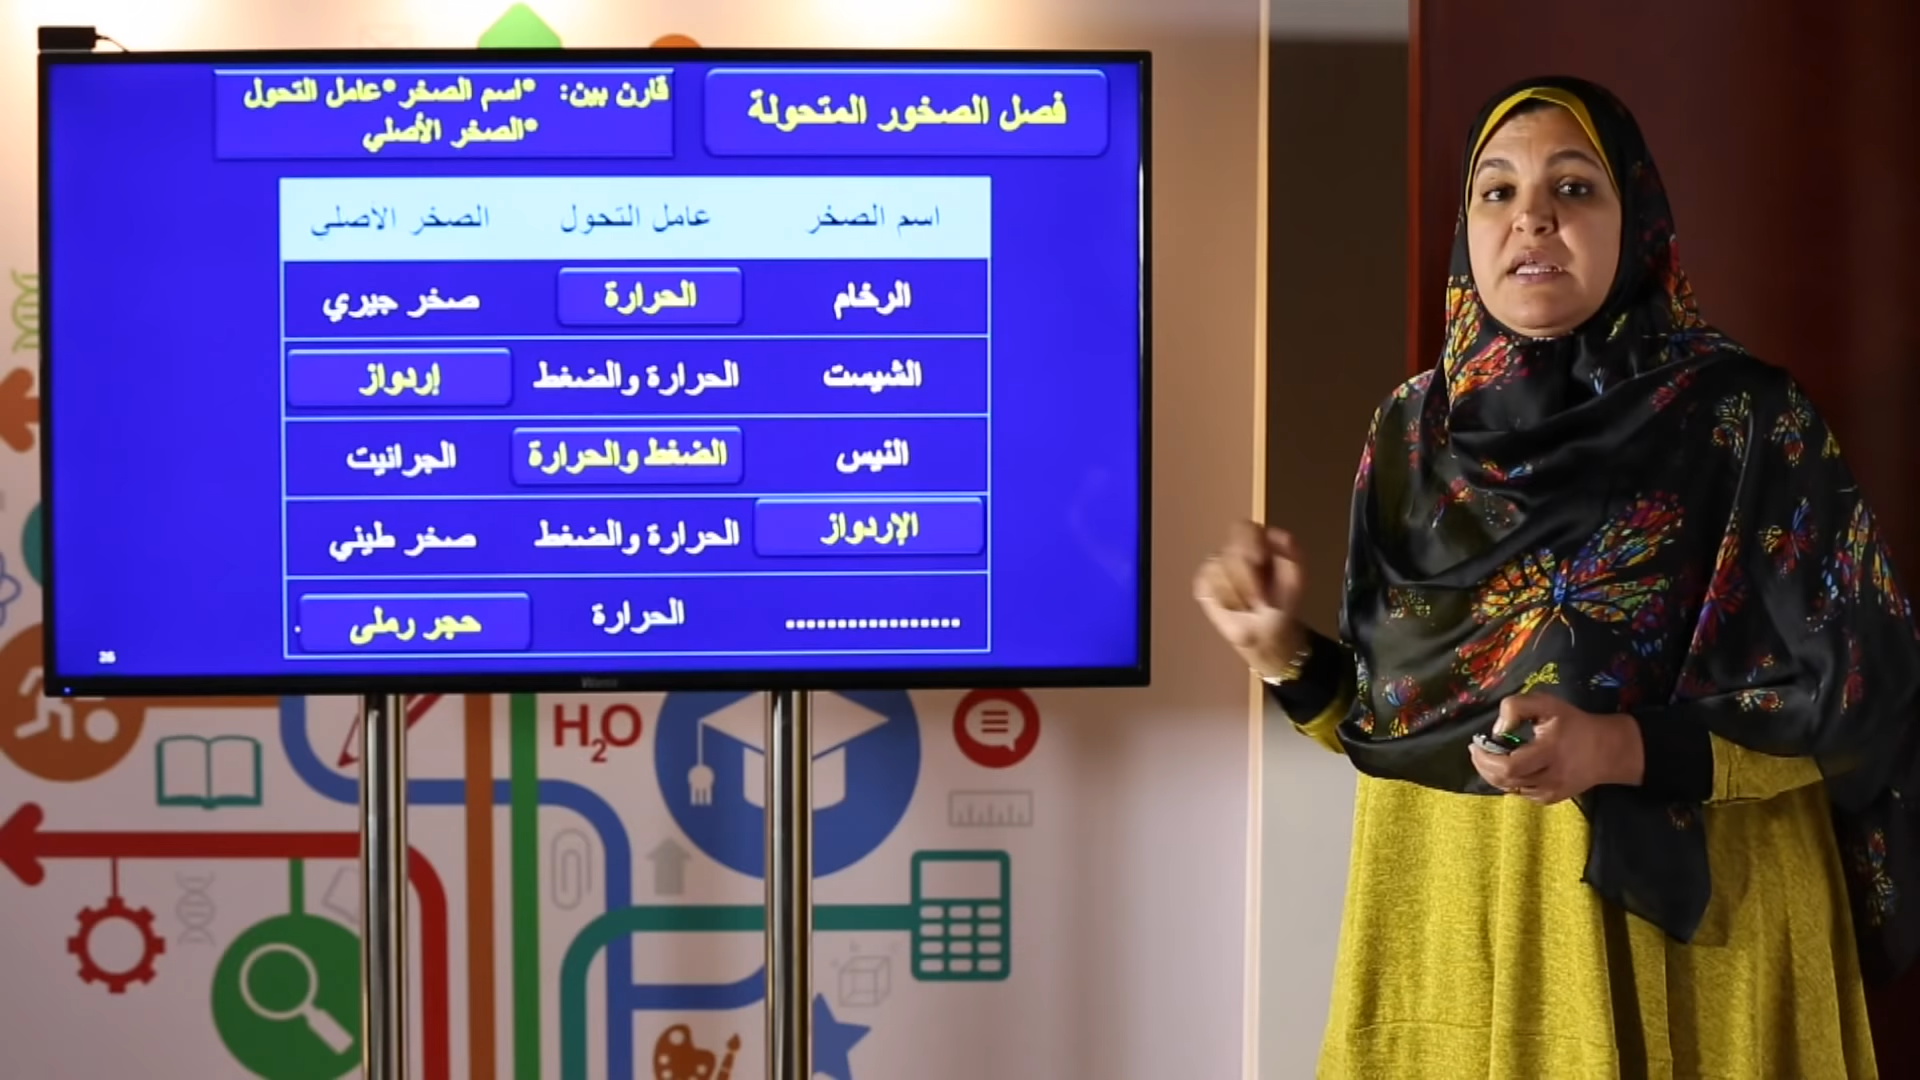 فصل الصخور المتحولة
قارن بين: *اسم الصخر*عامل التحول
*الصخر الأصلي
اسم الصخر عامل التحول الصخر الأصلي
الرخام الحرارة صخر جيري
الشيست الحرارة والضغط إردواز
النيس الضغط والحرارة الجرانيت
الإردواز الحرارة والضغط صخر طيني
................. الحرارة حجر رملى
26
H2O